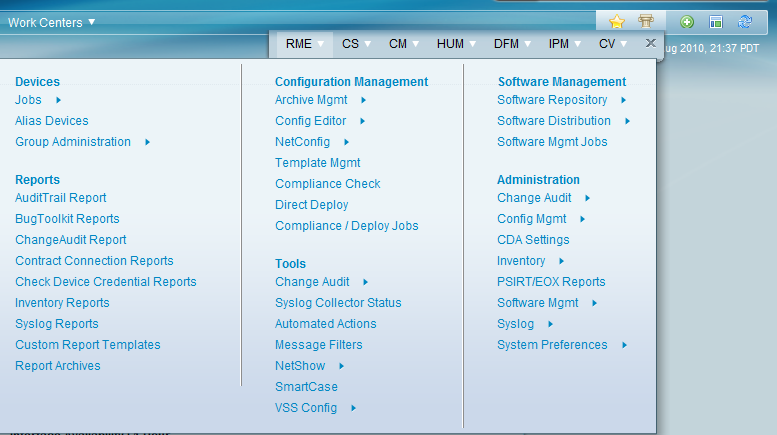 Work Centers
RME CS CM HUM DFM IPM CV
2010, 21:37 PDT
Devices
Jobs
Alias Devices
Group Administration
Reports
AuditTrail Report
BugToolkit Reports
ChangeAudit Report
Contract Connection Reports
Check Device Credential Reports
Inventory Reports
Syslog Reports
Custom Report Templates
Report Archives
Configuration Management
Archive Mgmt
Config Editor
NetConfig
Template Mgmt
Compliance Check
Direct Deploy
Compliance / Deploy Jobs
Tools
Change Audit
Syslog Collector Status
Automated Actions
Message Filters
NetShow
SmartCase
VSS Config
Software Management
Software Repository
Software Distribution
Software Mgmt Jobs
Administration
Change Audit
Config Mgmt
CDA Settings
Inventory
PSIRT/EOX Reports
Software Mgmt
Syslog
System Preferences